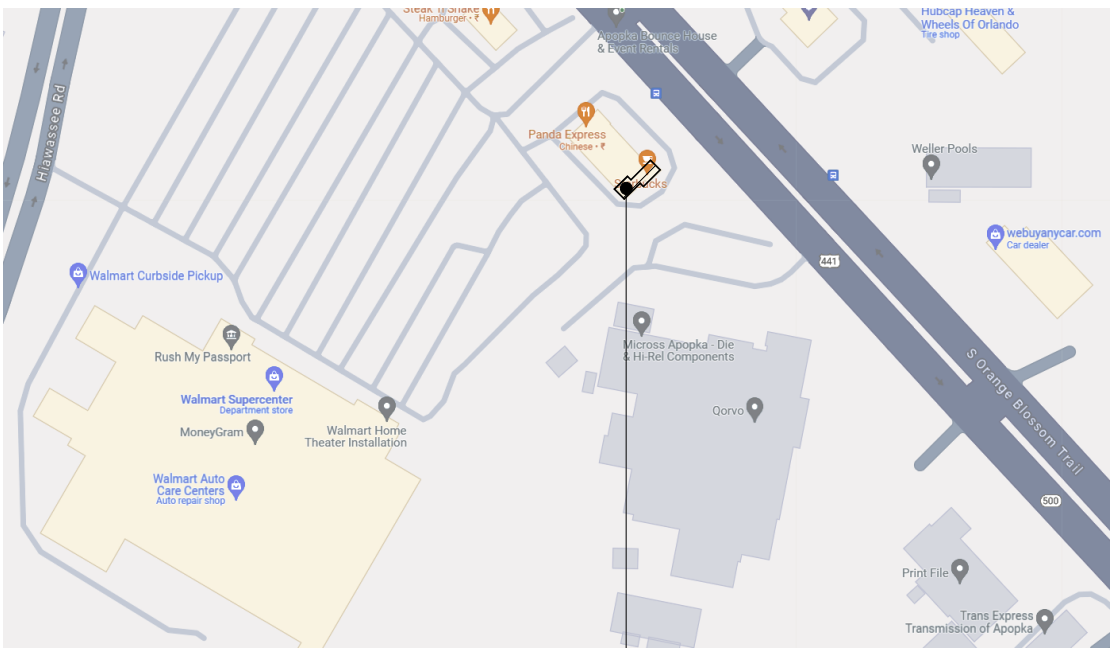 Steak 'n Shake
Hamburger • ₹
Apopka Bounce House
& Event Rentals
Hubcap Heaven &
Wheels Of Orlando
Tire shop
Hiawassee Rd
Panda Express
Chinese • ₹
Starbucks
Weller Pools
webuyanycar.com
Car dealer
441
Walmart Curbside Pickup
Rush My Passport
Micross Apopka - Die
& Hi-Rel Components
Walmart Supercenter
Department store
S Orange Blossom Trail
Qorvo
MoneyGram
Walmart Home
Theater Installation
Walmart Auto
Care Centers
Auto repair shop
500
Print File
Trans Express
Transmission of Apopka